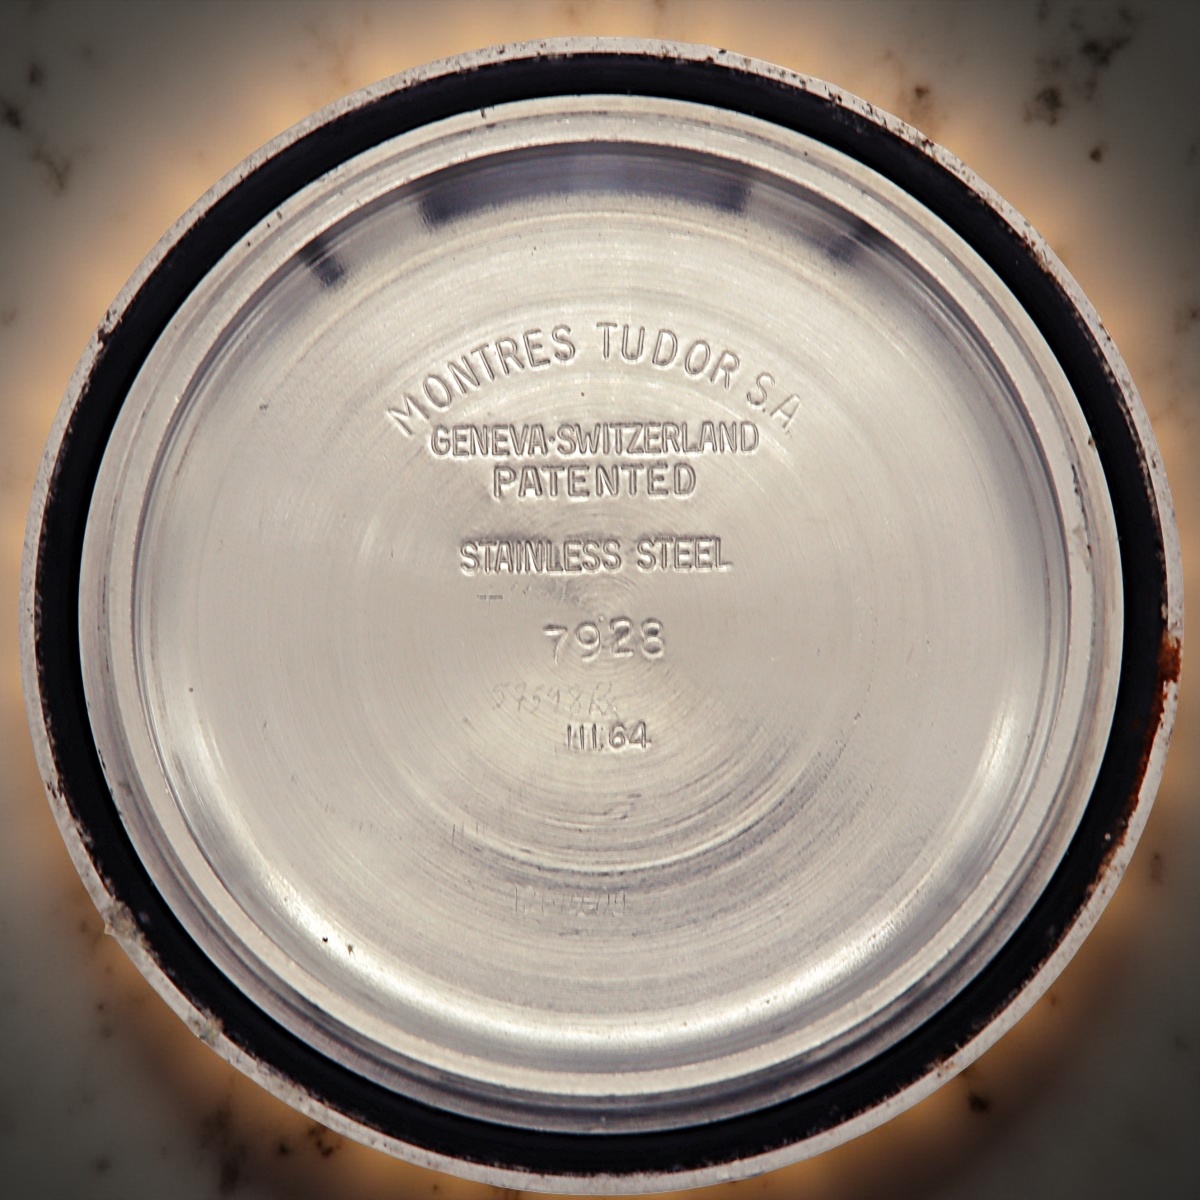 MONTRES TUDOR S.A.
GENEVA·SWITZERLAND
PATENTED
STAINLESS STEEL
7928
III.64